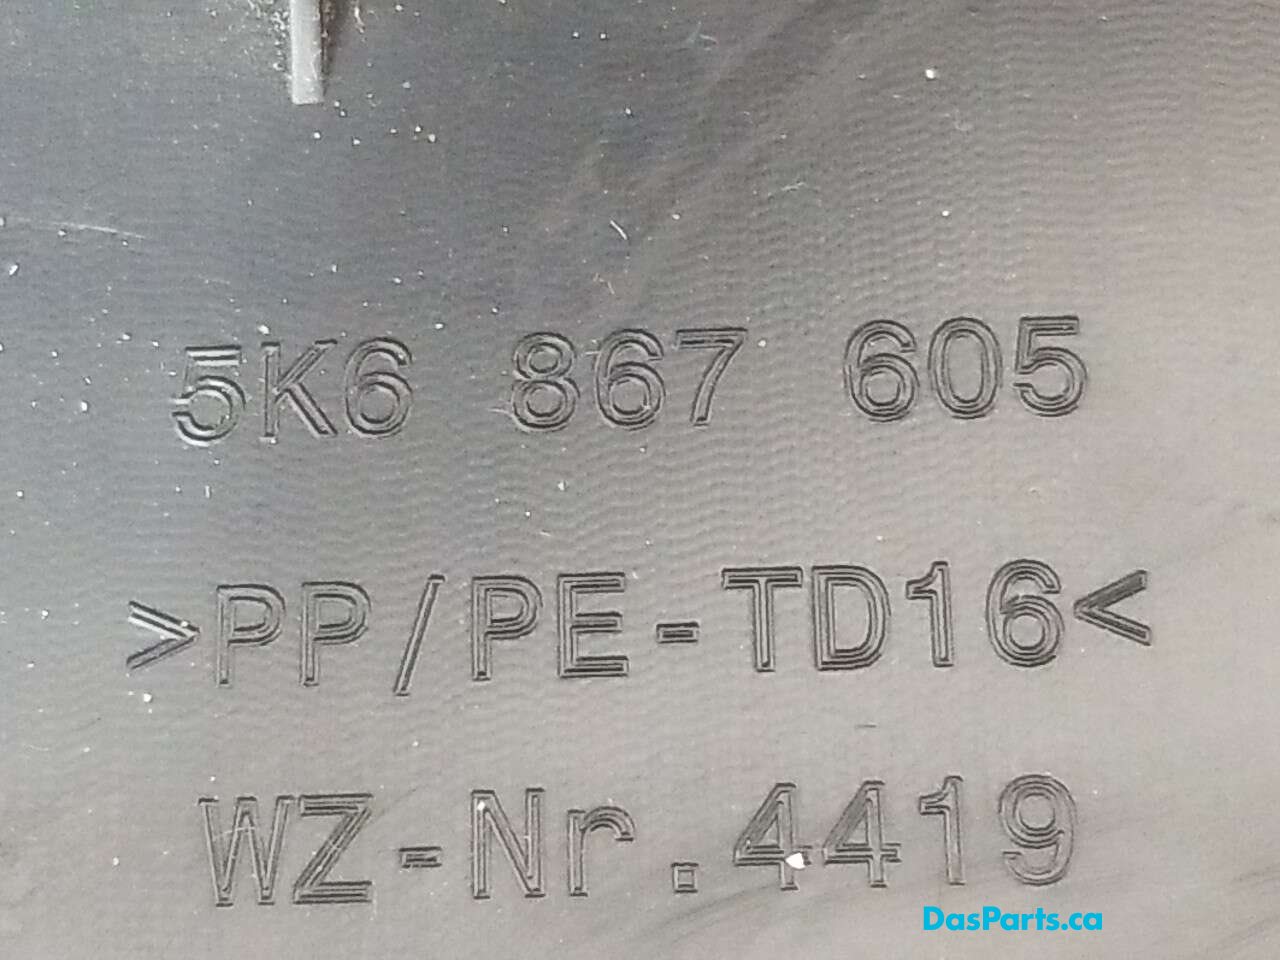 5K6 867 605
>PP/PE-TD16<
WZ-Nr.4419
DasParts.ca